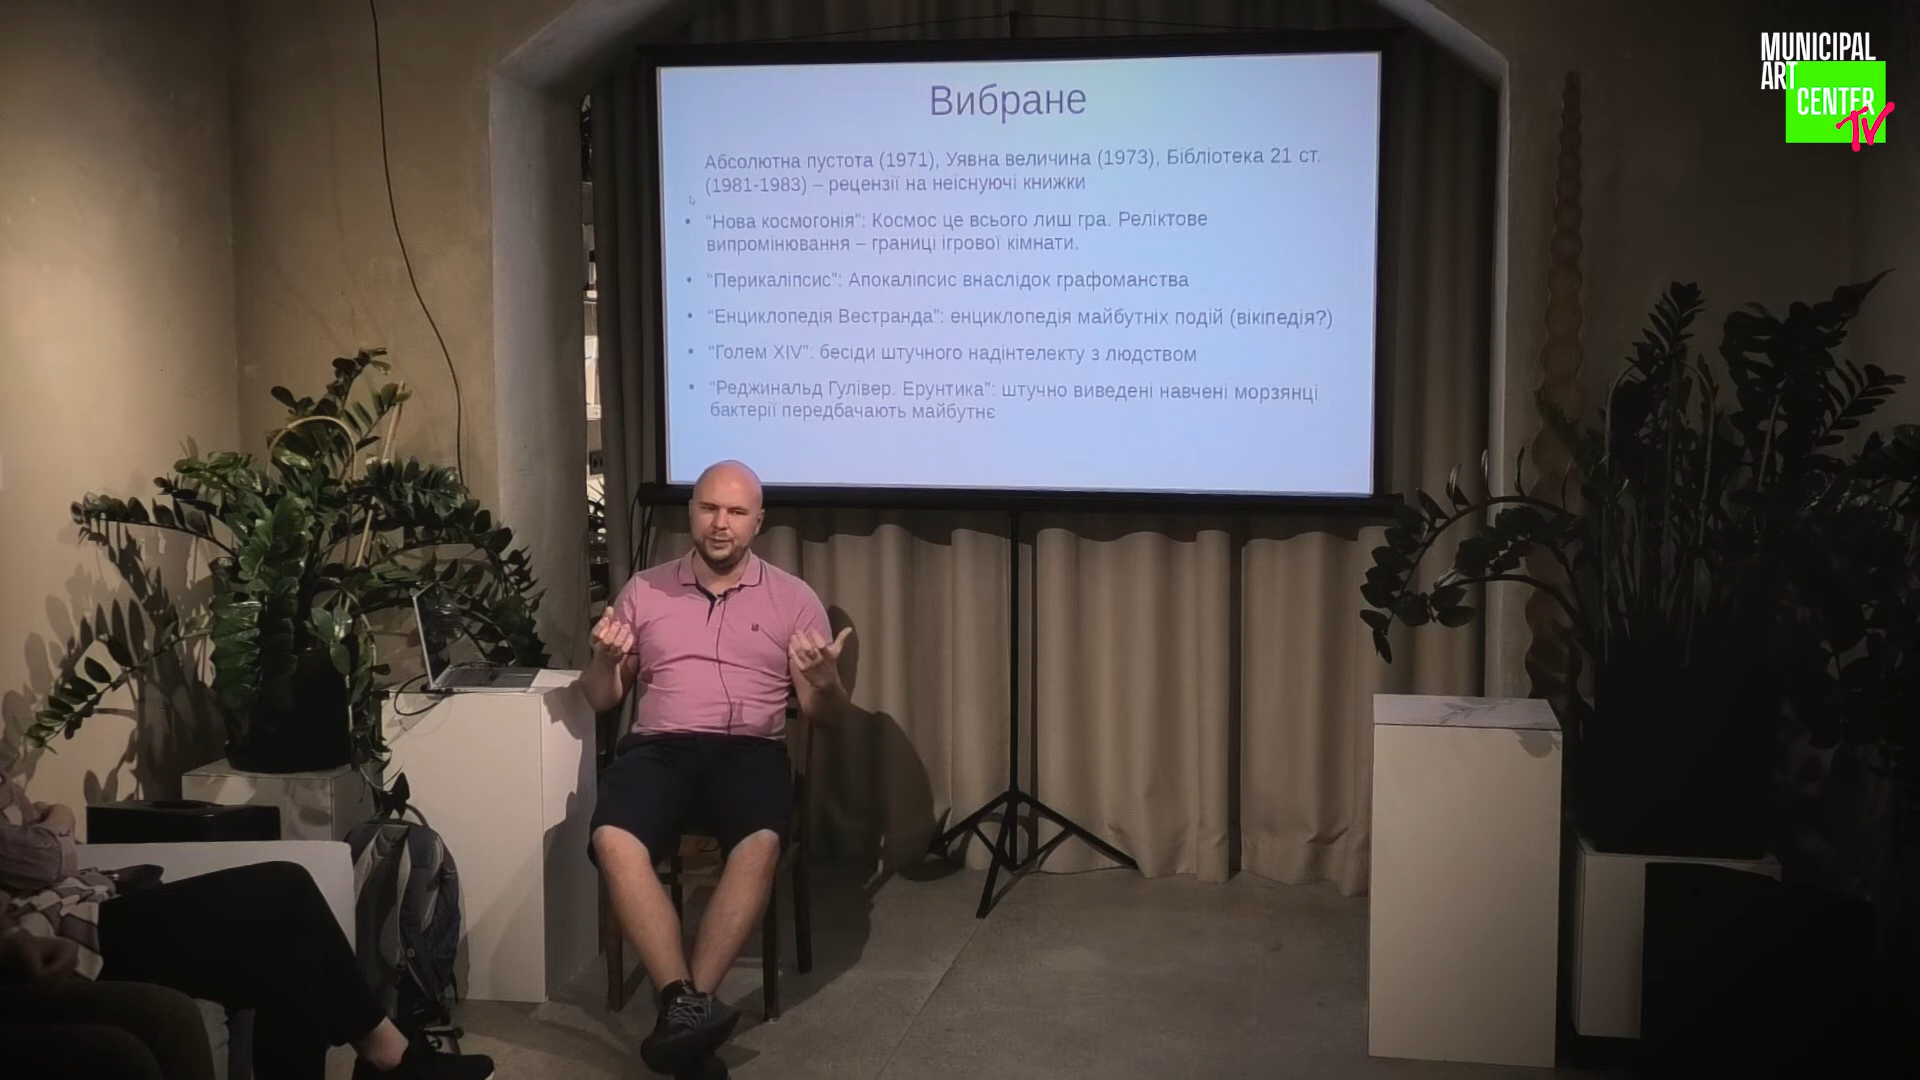 Вибране
Абсолютна пустота (1971), Уявна величина (1973), Бібліотека 21 ст.
(1981-1983) – рецензії на неіснуючі книжки
• “Нова космогонія”: Космос це всього лиш гра. Реліктове
випромінювання – границі ігрової кімнати.
• “Перикаліпсис”: Апокаліпсис внаслідок графоманства
• “Енциклопедія Вестранда”: енциклопедія майбутніх подій (вікіпедія?)
• “Голем XIV”: бесіди штучного надінтелекту з людством
• “Реджинальд Гулівер. Ерунтика”: штучно виведені навчені морзянці
бактерії передбачають майбутнє
MUNICIPAL
ART
CENTER
TV